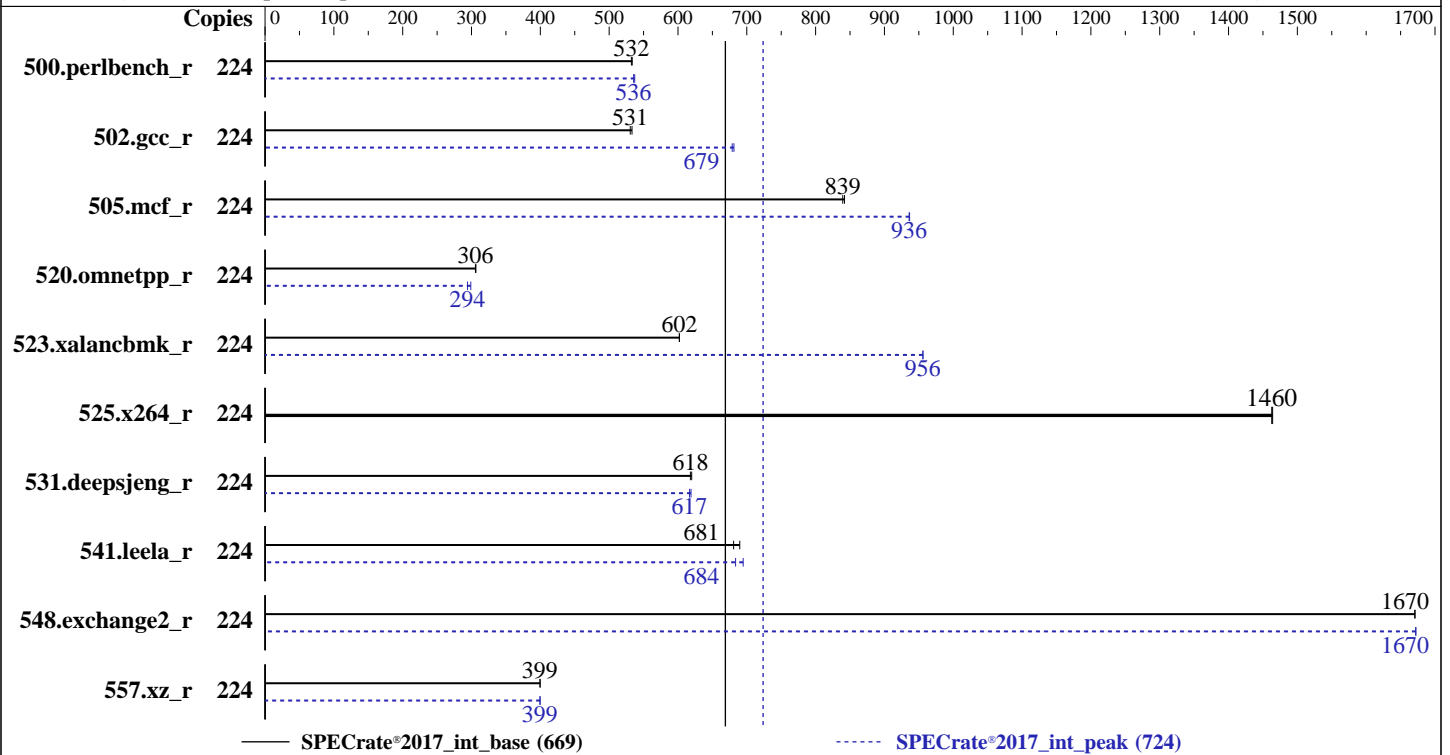 Copies 0 100 200 300 400 500 600 700 800 900 1000 1100 1200 1300 1400 1500 1700
532
500.perlbench_r 224
536
531
502.gcc_r 224
679
839
505.mcf_r 224
936
306
520.omnetpp_r 224
294
602
523.xalancbmk_r 224
956
1460
525.x264_r 224
618
531.deepsjeng_r 224
617
681
541.leela_r 224
684
1670
548.exchange2_r 224
1670
399
557.xz_r 224
399
SPECrate®2017_int_base (669) SPECrate®2017_int_peak (724)